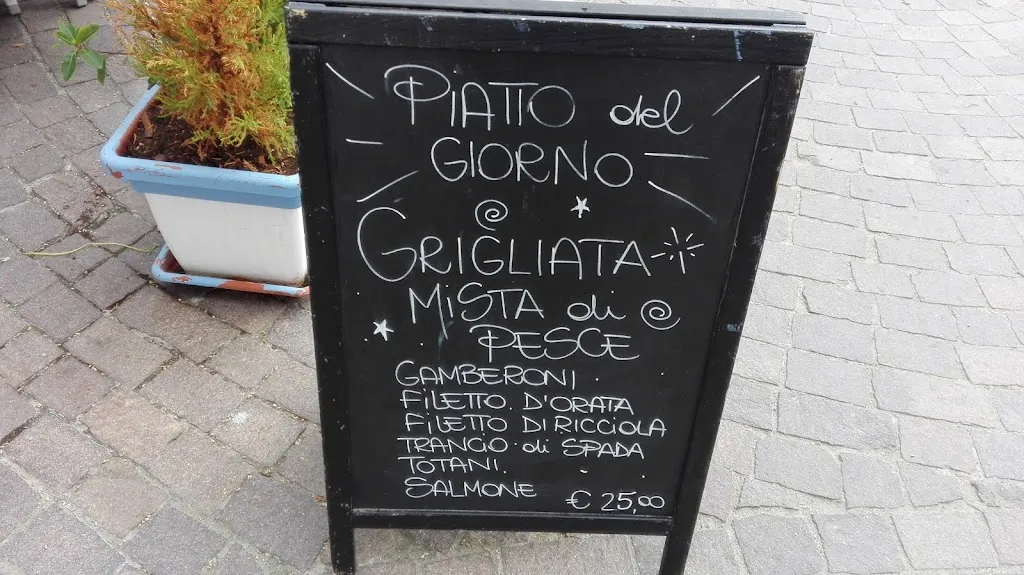 PIATTO del
GIORNO
GRIGLIATA
MiSTA di
PESCE
GAMBERONI
FiLETTO D'ORATA
FiLETTO Di RICCIOLA
TRANCIO di SPADA
TOTANI
SALMONE
€ 25,00